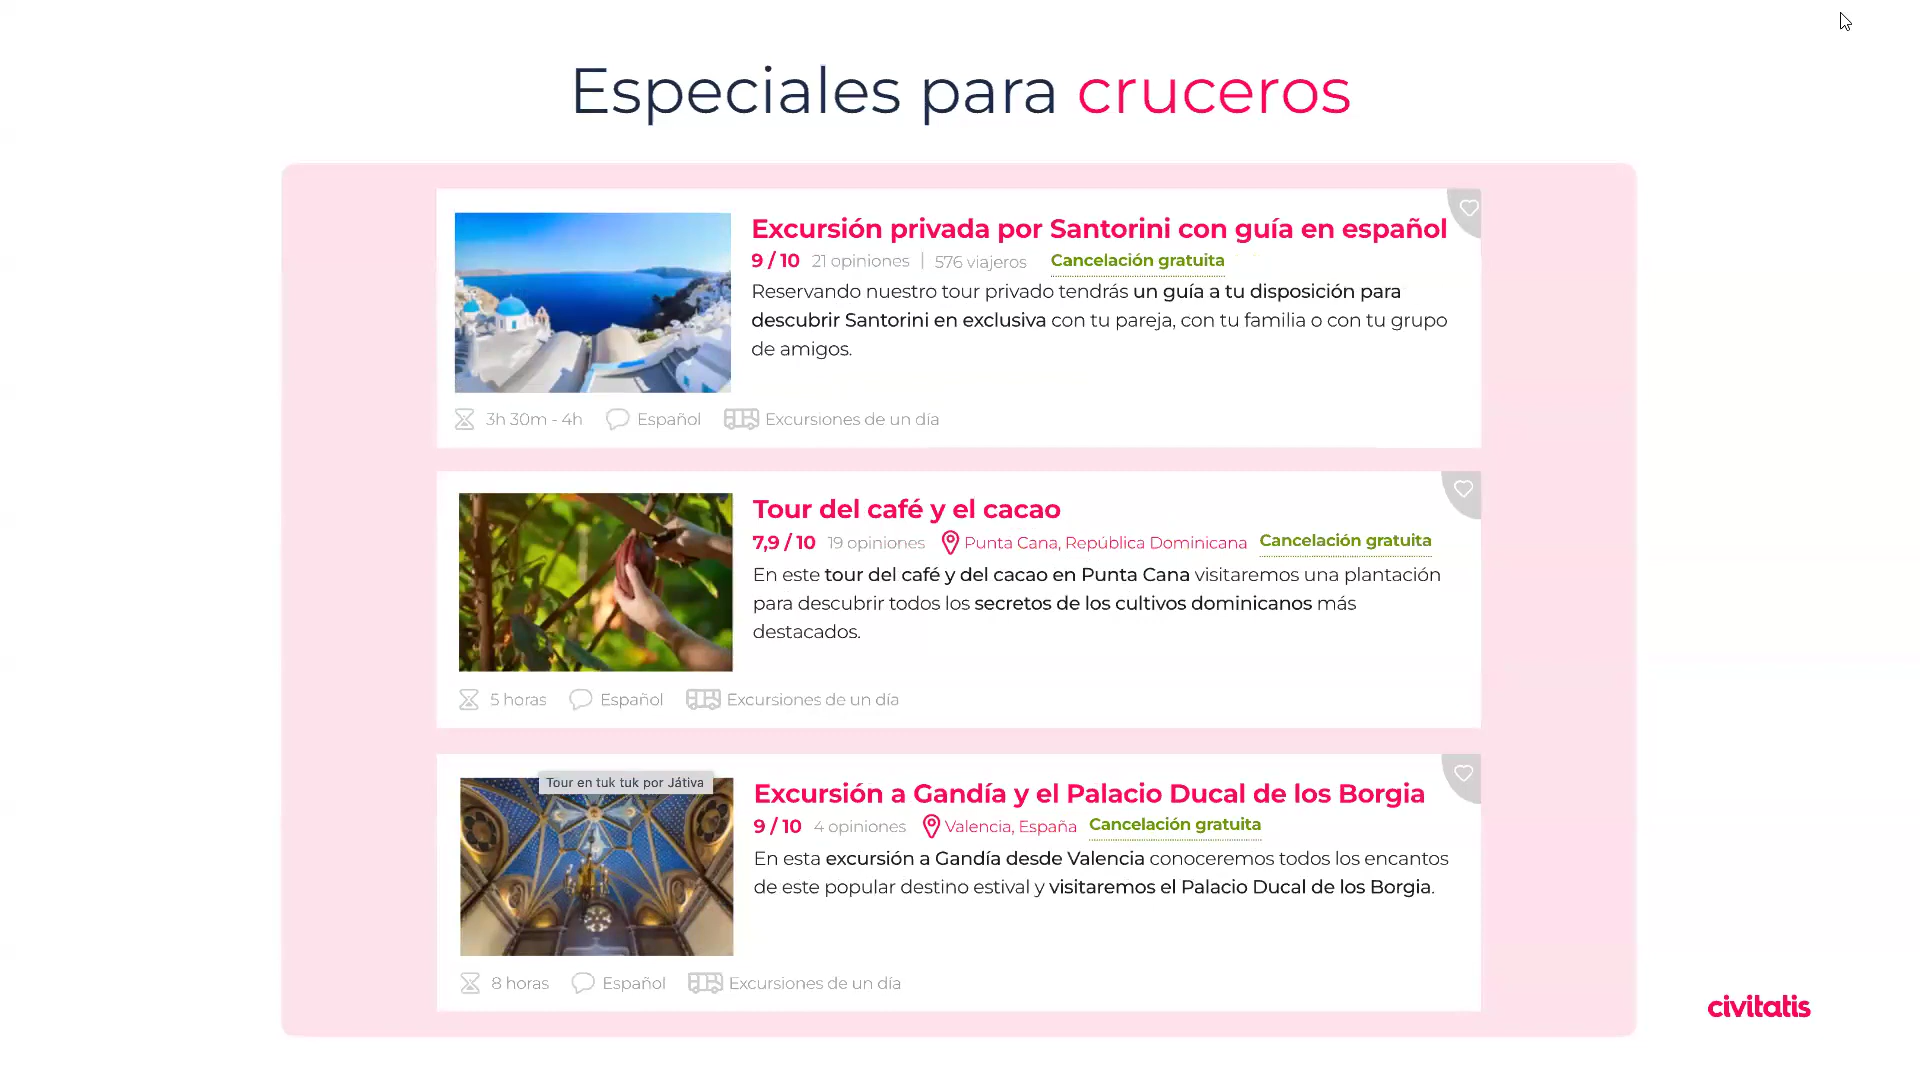 Especiales para cruceros
Excursión privada por Santorini con guía en español
9 / 10 21 opiniones | 576 viajeros Cancelación gratuita
Reservando nuestro tour privado tendrás un guía a tu disposición para
descubrir Santorini en exclusiva con tu pareja, con tu familia o con tu grupo
de amigos.
3h 30m - 4h Español Excursiones de un día
Tour del café y el cacao
7,9 / 10 19 opiniones Punta Cana, República Dominicana Cancelación gratuita
En este tour del café y del cacao en Punta Cana visitaremos una plantación
para descubrir todos los secretos de los cultivos dominicanos más
destacados.
5 horas Español Excursiones de un día
Tour en tuk tuk por Játiva
Excursión a Gandía y el Palacio Ducal de los Borgia
9 / 10 4 opiniones Valencia, España Cancelación gratuita
En esta excursión a Gandía desde Valencia conoceremos todos los encantos
de este popular destino estival y visitaremos el Palacio Ducal de los Borgia.
8 horas Español Excursiones de un día
civitatis